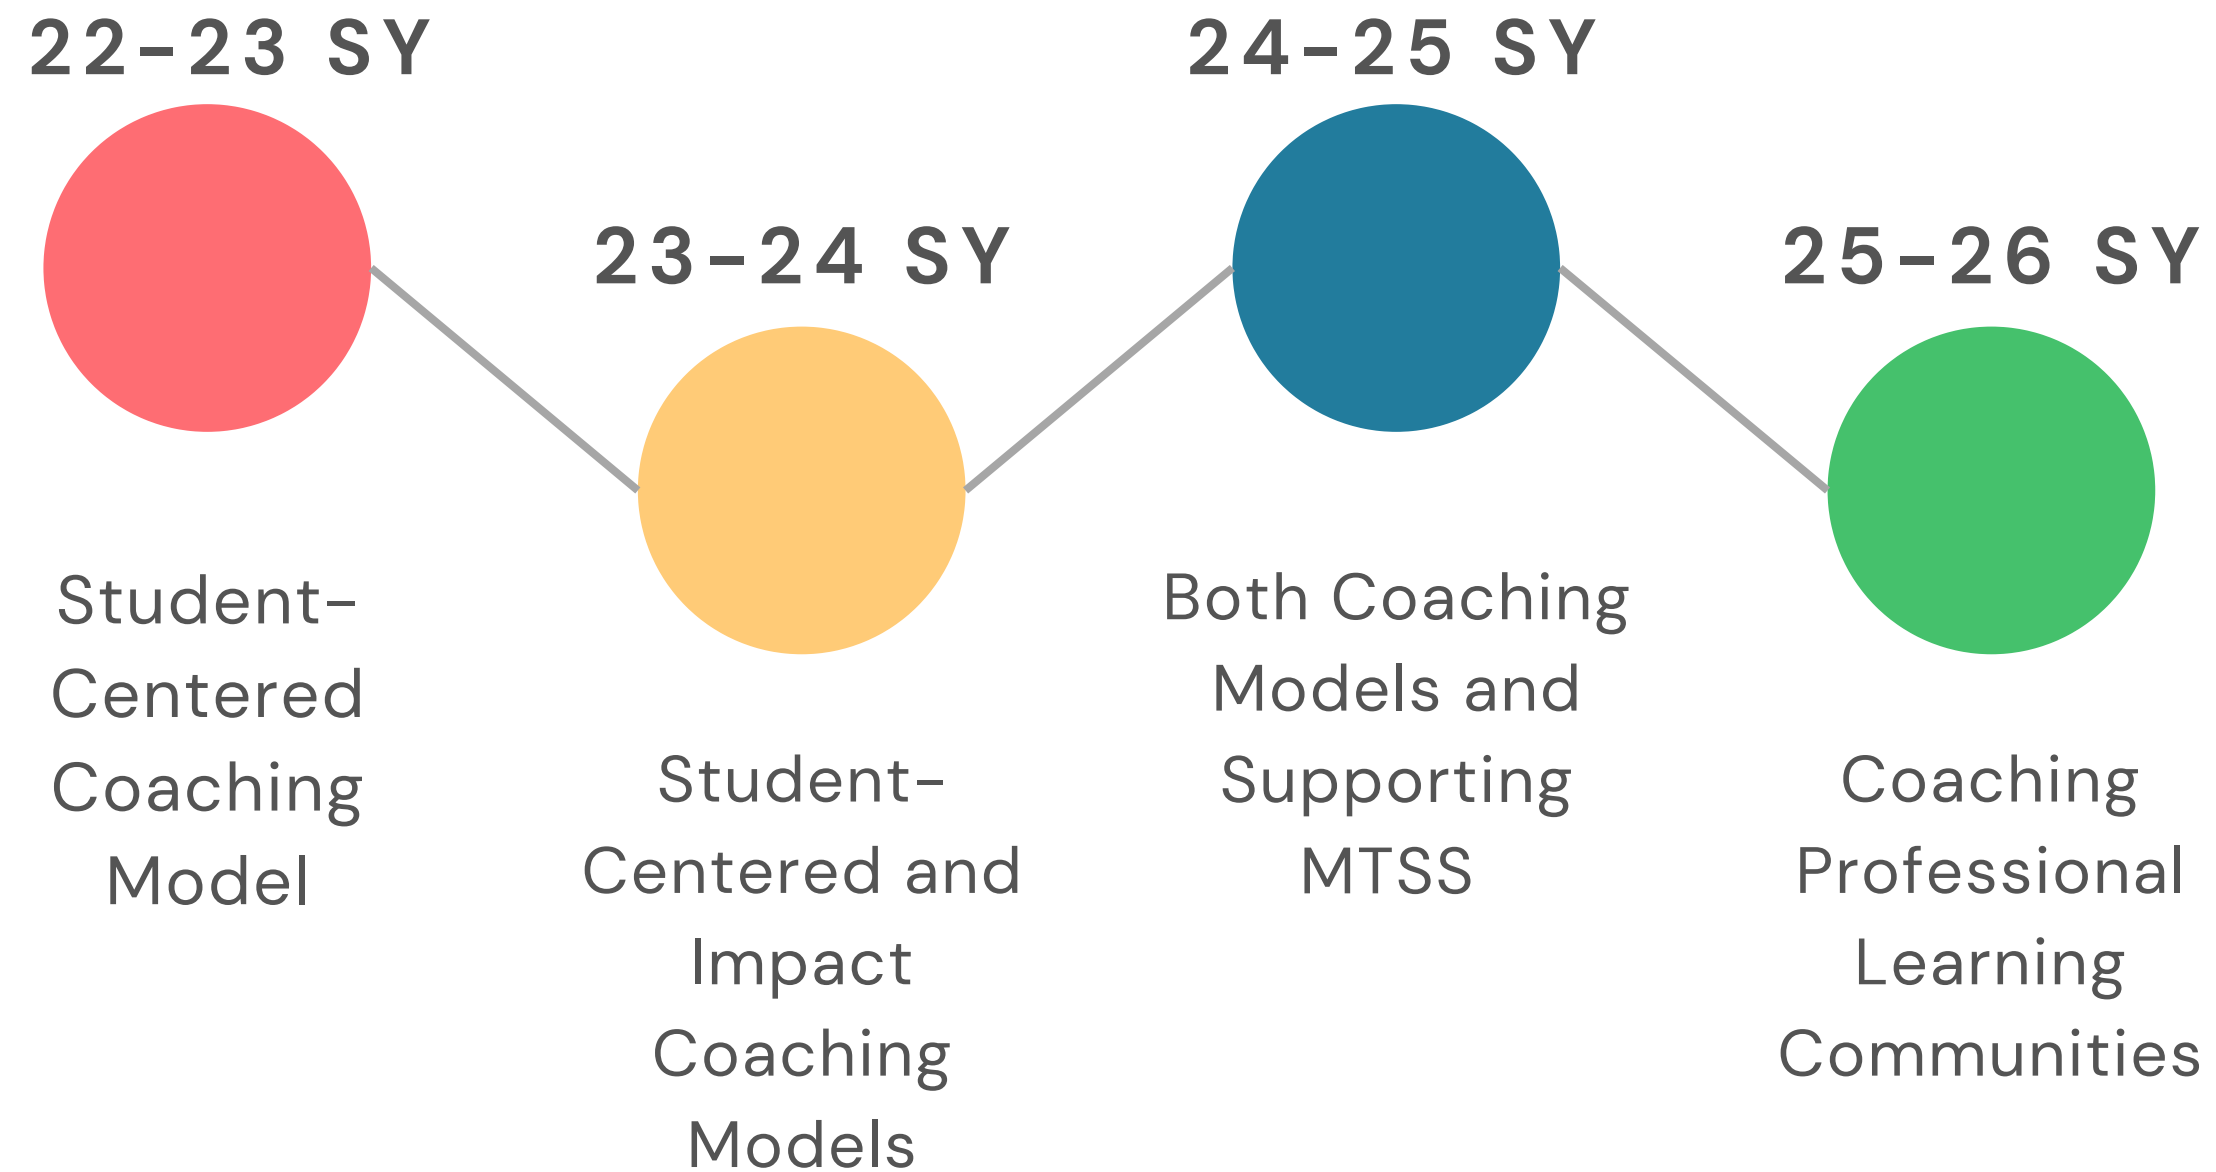 22-23 SY
Student-
Centered
Coaching
Model
23-24 SY
Student-
Centered and
Impact
Coaching
Models
24-25 SY
Both Coaching
Models and
Supporting
MTSS
25-26 SY
Coaching
Professional
Learning
Communities